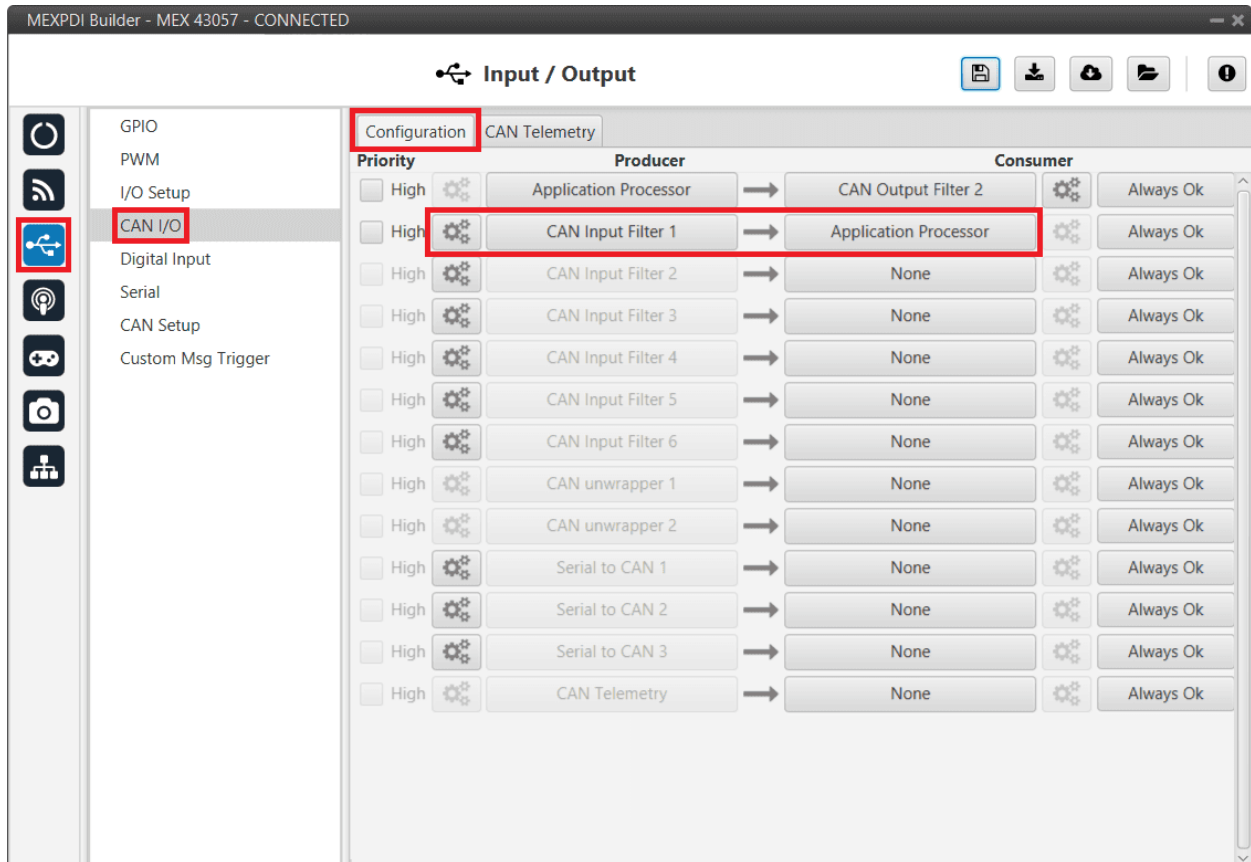 MEXPDI Builder - MEX 43057 - CONNECTED
Input / Output
GPIO
PWM
I/O Setup
CAN I/O
Digital Input
Serial
CAN Setup
Custom Msg Trigger
Configuration CAN Telemetry
Priority Producer Consumer
High Application Processor CAN Output Filter 2 Always Ok
High CAN Input Filter 1 Application Processor Always Ok
High CAN Input Filter 2 None Always Ok
High CAN Input Filter 3 None Always Ok
High CAN Input Filter 4 None Always Ok
High CAN Input Filter 5 None Always Ok
High CAN Input Filter 6 None Always Ok
High CAN unwrapper 1 None Always Ok
High CAN unwrapper 2 None Always Ok
High Serial to CAN 1 None Always Ok
High Serial to CAN 2 None Always Ok
High Serial to CAN 3 None Always Ok
High CAN Telemetry None Always Ok